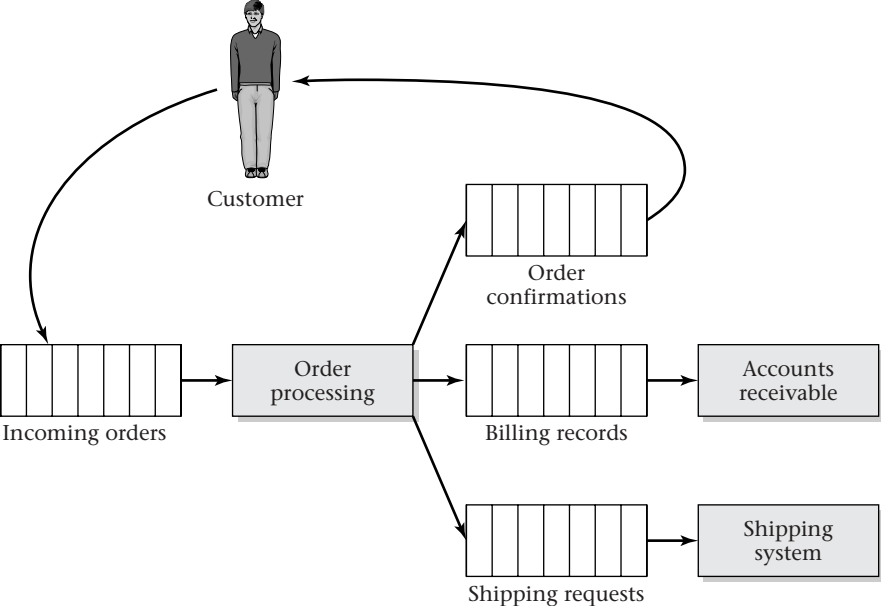 Customer
Order
confirmations
Order
processing
Accounts
receivable
Incoming orders
Billing records
Shipping
system
Shipping requests